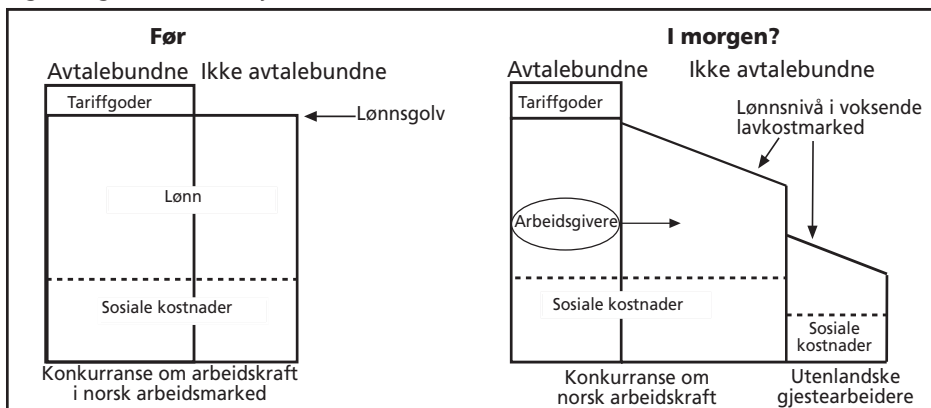 Før
Avtalebundne Ikke avtalebundne
Tariffgoder
Lønnsgolv
Lønn
Sosiale kostnader
Konkurranse om arbeidskraft
i norsk arbeidsmarked
I morgen?
Avtalebundne Ikke avtalebundne
Tariffgoder
Lønnsnivå i voksende
lavkostmarked
Arbeidsgivere
Sosiale kostnader
Sosiale
kostnader
Konkurranse om
norsk arbeidskraft
Utenlandske
gjestearbeidere